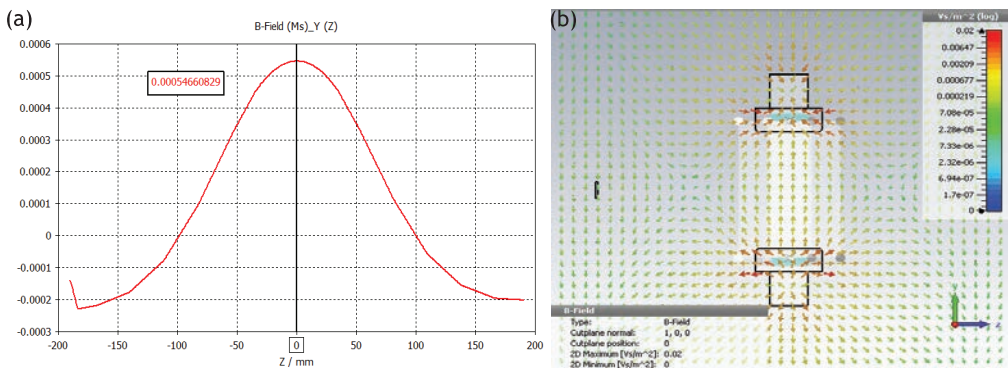 (a)
B-Field (Ms)_Y (Z)
0.0006
0.0005
0.0004
0.0003
0.0002
0.0001
0
-0.0001
-0.0002
-0.0003
0.00054660829
-200
-150
-100
-50
0
50
100
150
200
Z / mm
(b)
Vs/m^2 (log)
0.02
0.00647
0.00209
0.000677
0.000219
7.08e-05
2.28e-05
7.33e-06
2.32e-06
6.94e-07
1.7e-07
0
B-Field
Type: B-Field
Cutplane normal: 1, 0, 0
Cutplane position: 0
2D Maximum [Vs/m^2]: 0.02
2D Minimum [Vs/m^2]: 0
Y
Z